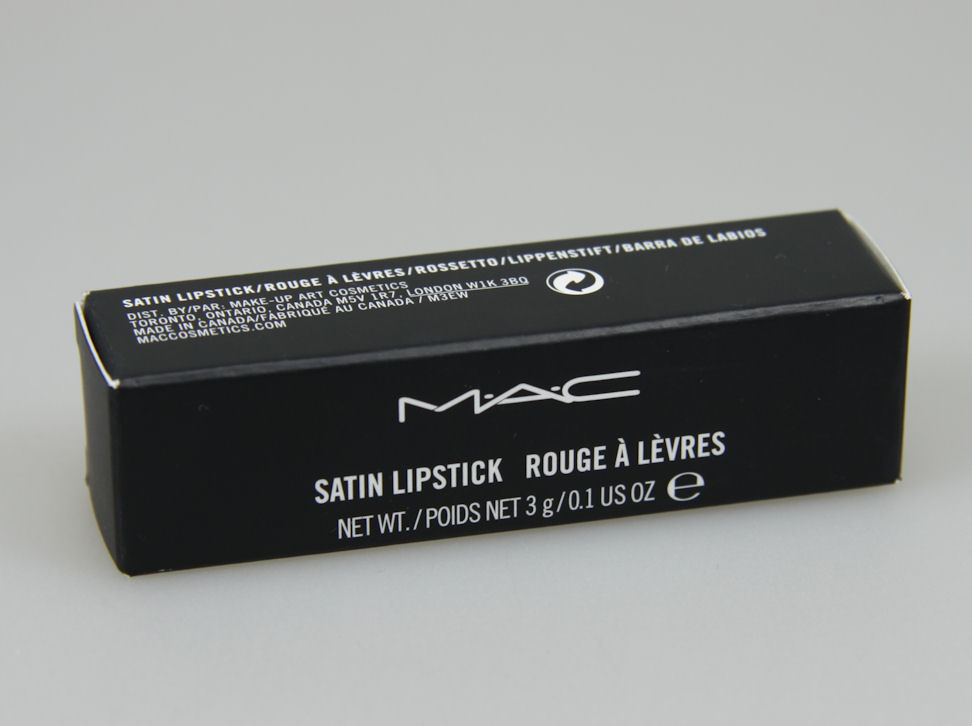 SATIN LIPSTICK/ROUGE À LÈVRES/ROSSETTO/LIPPENSTIFT/BARRA DE LABIOS
DIST. BY/PAR: MAKE-UP ART COSMETICS
TORONTO, ONTARIO, CANADA M5V 1R7, LONDON W1K 3BQ
MADE IN CANADA/FABRIQUÉ AU CANADA / M3EW
MACCOSMETICS.COM
M·A·C
SATIN LIPSTICK ROUGE À LÈVRES
NET WT. / POIDS NET 3 g / 0.1 US OZ ℮